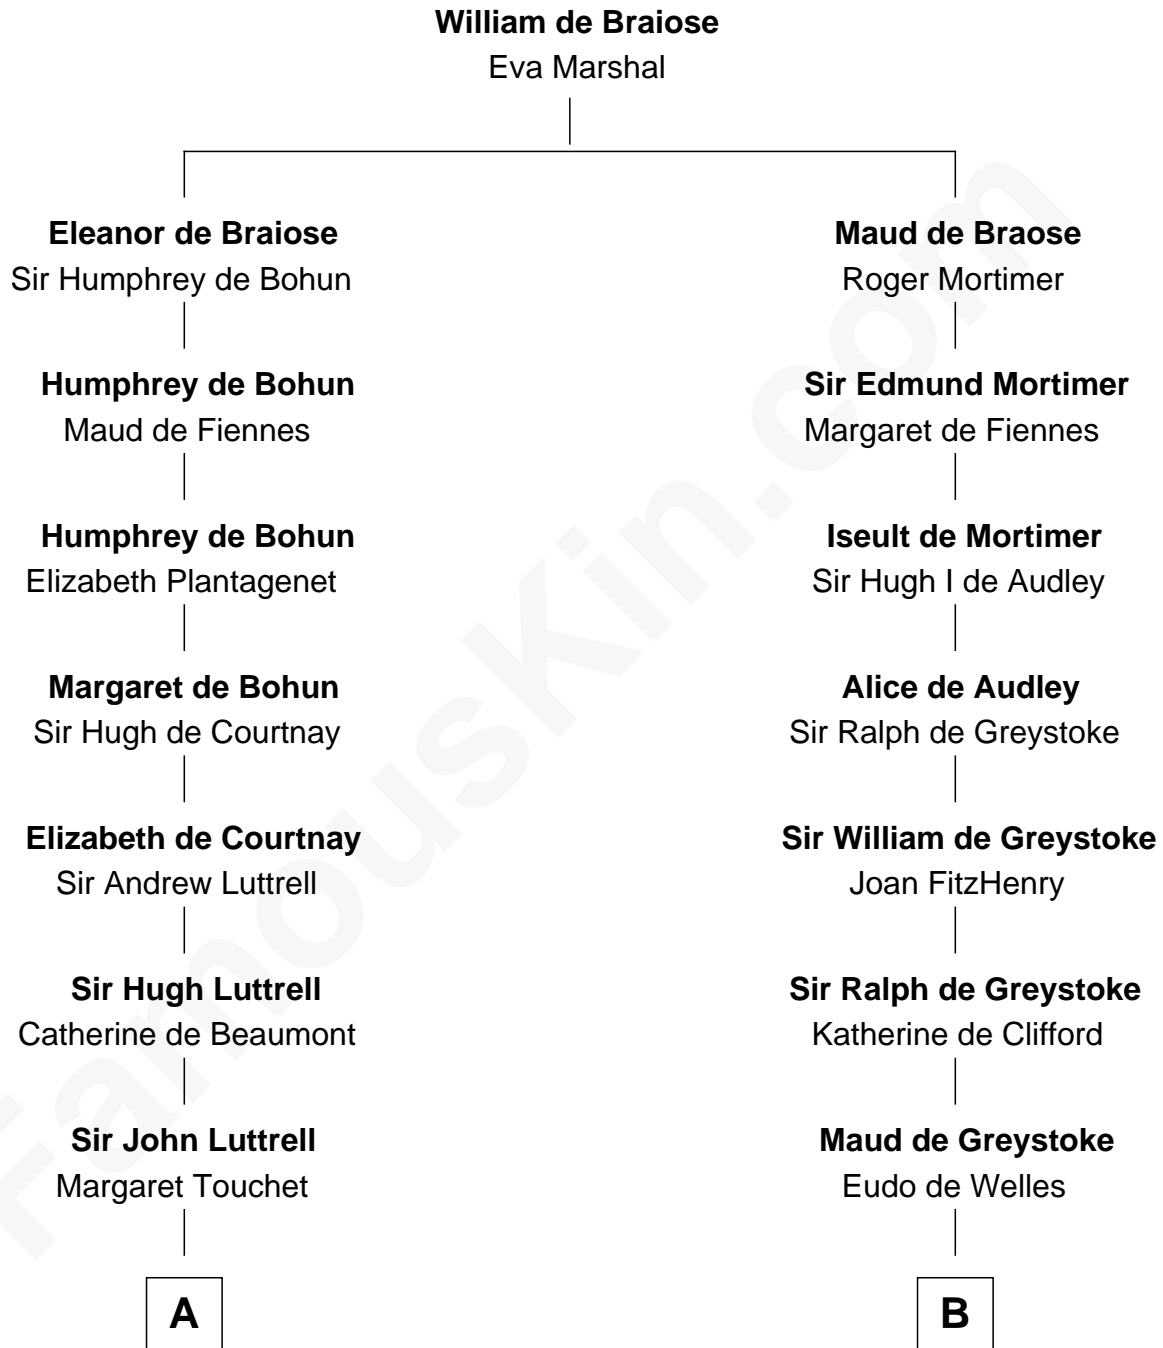 William de Braiose
Eva Marshal
Eleanor de Braiose
Sir Humphrey de Bohun
Maud de Braose
Roger Mortimer
Humphrey de Bohun
Maud de Fiennes
Sir Edmund Mortimer
Margaret de Fiennes
Humphrey de Bohun
Elizabeth Plantagenet
Iseult de Mortimer
Sir Hugh I de Audley
Margaret de Bohun
Sir Hugh de Courtnay
Alice de Audley
Sir Ralph de Greystoke
Elizabeth de Courtnay
Sir Andrew Luttrell
Sir William de Greystoke
Joan FitzHenry
Sir Hugh Luttrell
Catherine de Beaumont
Sir Ralph de Greystoke
Katherine de Clifford
Sir John Luttrell
Margaret Touchet
Maud de Greystoke
Eudo de Welles
A
B
FamousKin.com